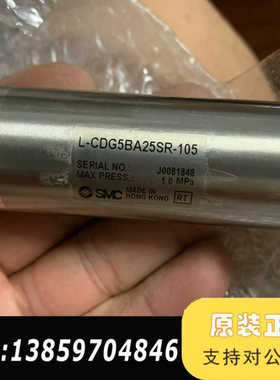 L-CDG5BA25SR-105
SERIAL NO. J0081848
MAX PRESS. 1.0 MPa
SMC MADE IN HONG KONG RT
原装正
:13859704846
支持对公